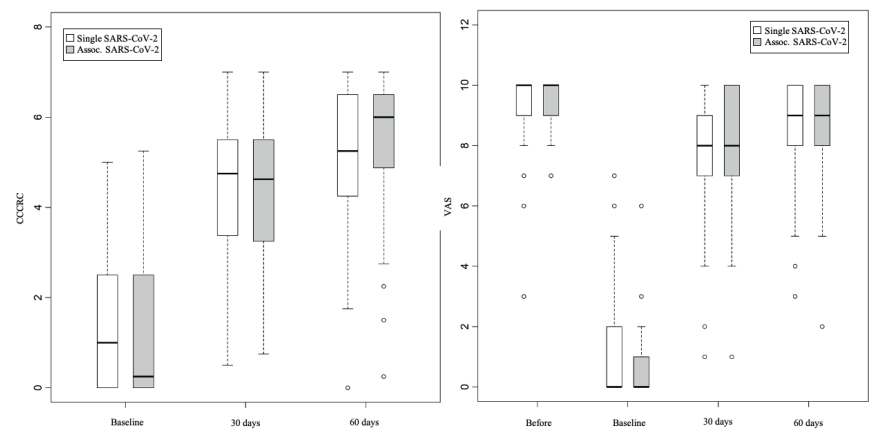 8
6
4
2
0
CCCRC
Single SARS-CoV-2
Assoc. SARS-CoV-2
Baseline
30 days
60 days
12
10
8
6
4
2
0
VAS
Single SARS-CoV-2
Assoc. SARS-CoV-2
Before
Baseline
30 days
60 days